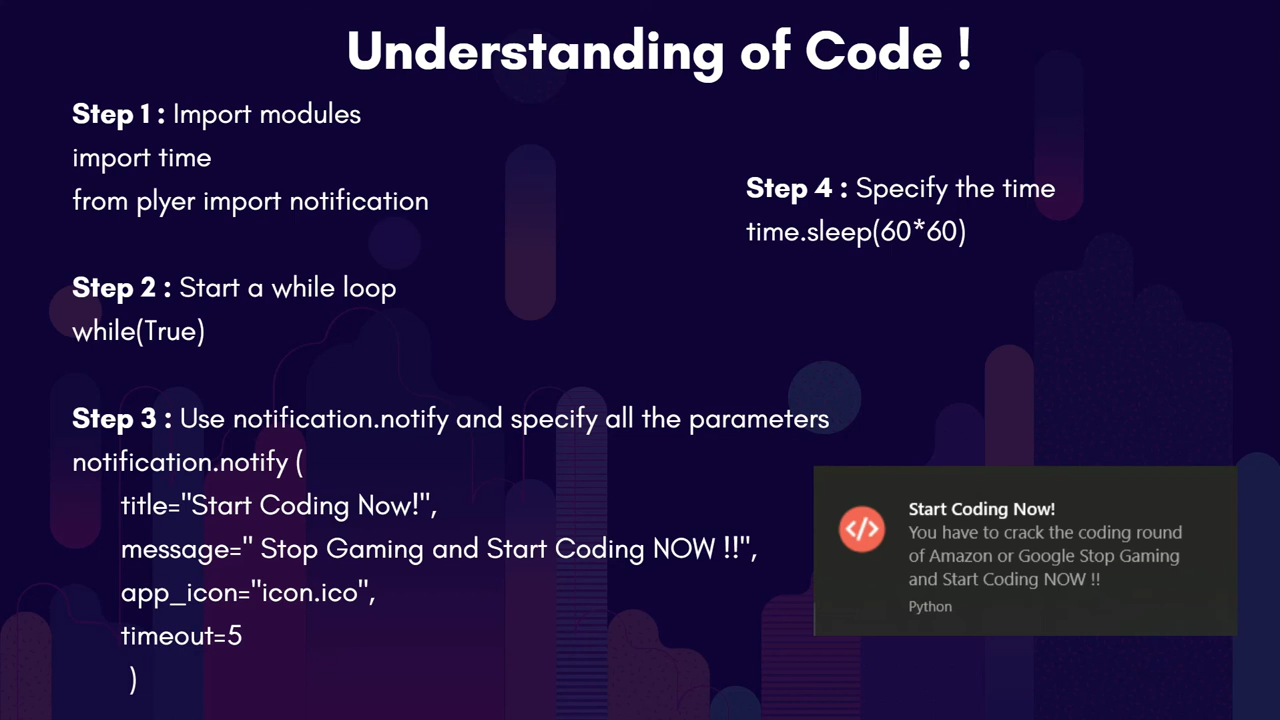 Understanding of Code !
Step 1 : Import modules
import time
from plyer import notification
Step 2 : Start a while loop
while(True)
Step 3 : Use notification.notify and specify all the parameters
notification.notify (
title="Start Coding Now!",
message=" Stop Gaming and Start Coding NOW !!",
app_icon="icon.ico",
timeout=5
)
Step 4 : Specify the time
time.sleep(60*60)
</>
Start Coding Now!
You have to crack the coding round
of Amazon or Google Stop Gaming
and Start Coding NOW !!
Python